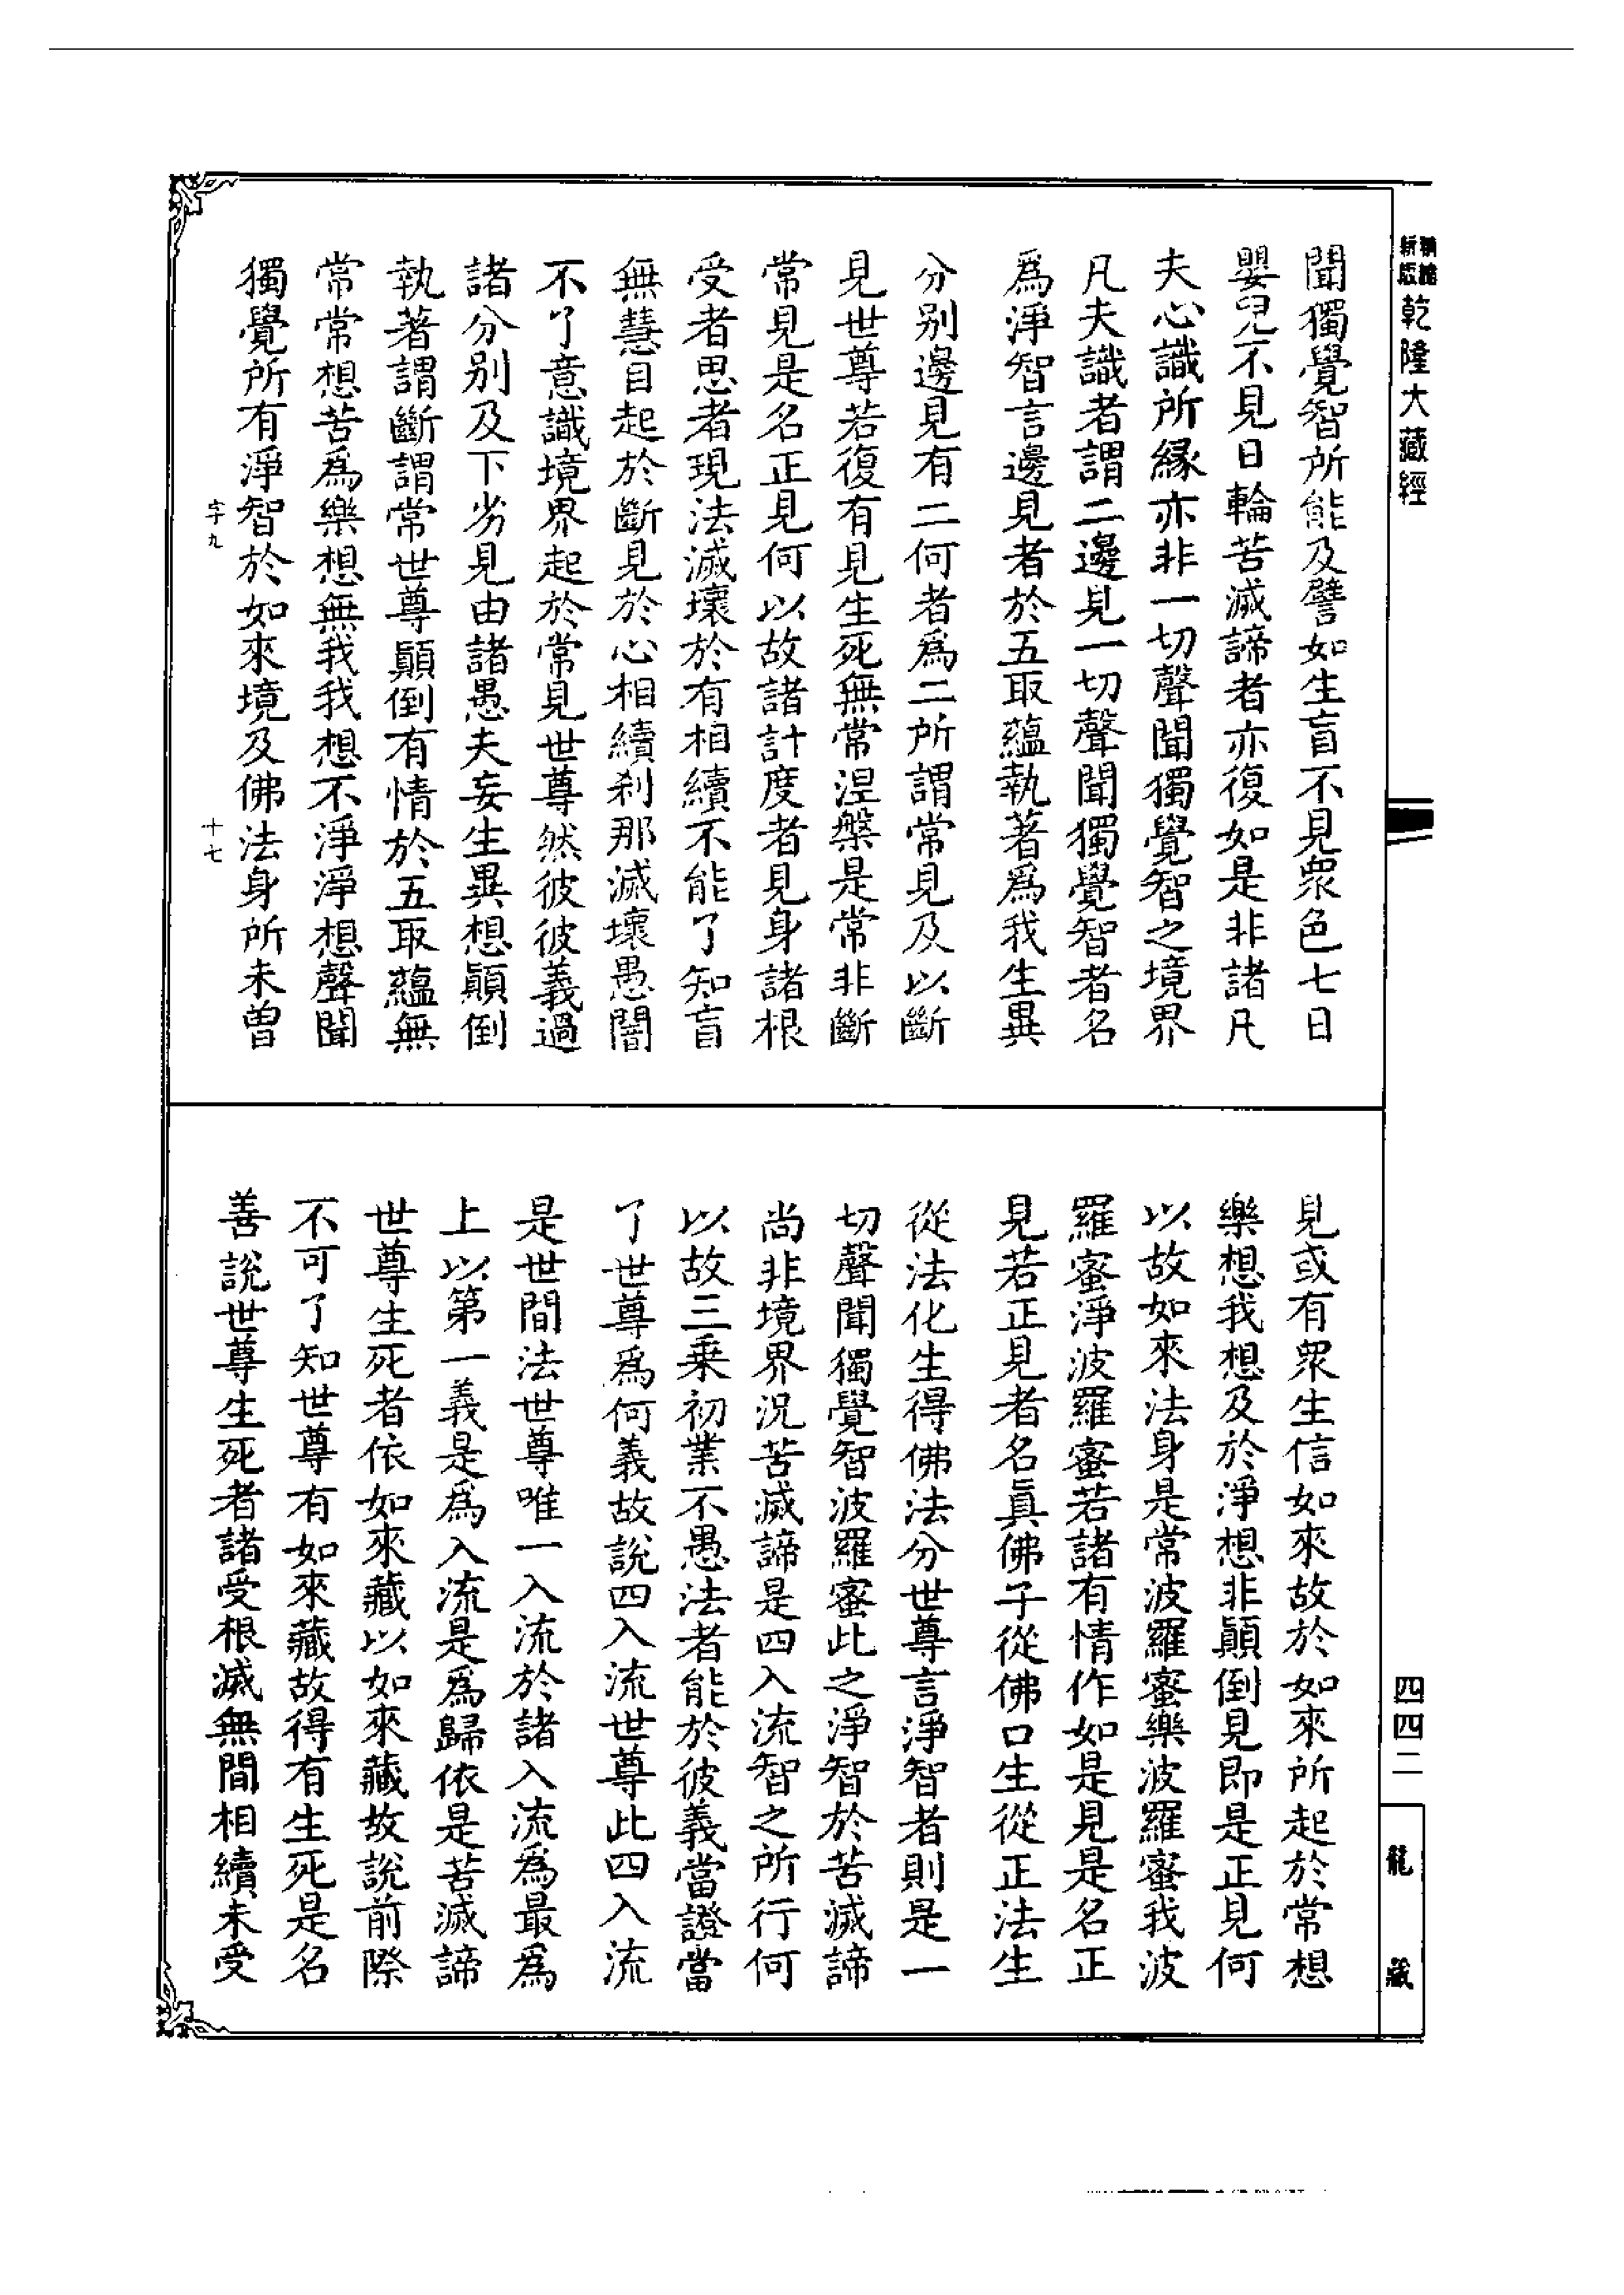 乾隆大藏經
聞獨覺智所能及譬如生盲不見眾色七日
嬰兒不見日輪苦滅諦者亦復如是非諸凡
夫心識所緣亦非一切聲聞獨覺智之境界
凡夫識者謂二邊見一切聲聞獨覺智者名
為淨智言邊見者於五取蘊執著為我生異
分別邊見有二何者為二所謂常見及以斷
見世尊若復有見生死無常涅槃是常非斷
常見是名正見何以故諸計度者見身諸根
受者思者現法滅壞於有相續不能了知盲
無慧目起於斷見於心相續剎那滅壞愚闇
不了意識境界起於常見世尊然彼彼義過
諸分別及下劣見由諸愚夫妄生異想顛倒
執著謂斷謂常世尊顛倒有情於五取蘊無
常常想苦為樂想無我我想不淨淨想聲聞
獨覺所有淨智於如來境及佛法身所未曾
字九
十七
見或有眾生信如來故於如來所起於常想
樂想我想及於淨想非顛倒見即是正見何
以故如來法身是常波羅蜜樂波羅蜜我波
羅蜜淨波羅蜜若諸有情作如是見是名正
見若正見者名真佛子從佛口生從正法生
從法化生得佛法分世尊言淨智者則是一
切聲聞獨覺智波羅蜜此之淨智於苦滅諦
尚非境界況苦滅諦是四入流智之所行何
以故三乘初業不愚法者能於彼義當證當
了世尊為何義故說四入流世尊此四入流
是世間法世尊唯一入流於諸入流為最為
上以第一義是為入流是為歸依是苦滅諦
世尊生死者依如來藏以如來藏故說前際
不可了知世尊有如來藏故得有生死是名
善說世尊生死者諸受根滅無間相續未受
四四二
龍藏